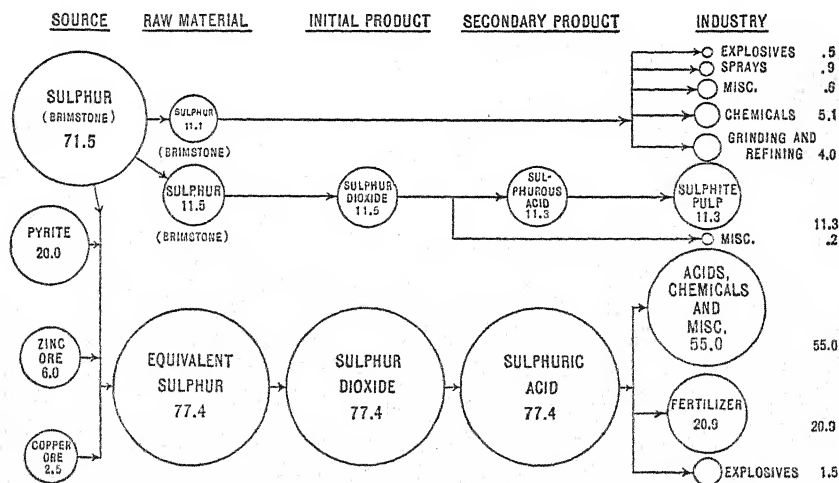 SOURCE RAW MATERIAL INITIAL PRODUCT SECONDARY PRODUCT INDUSTRY
SULPHUR
(BRIMSTONE)
71.5
SULPHUR
11.1
(BRIMSTONE)
EXPLOSIVES .5
SPRAYS .9
MISC. .6
CHEMICALS 5.1
GRINDING AND
REFINING 4.0
SULPHUR
11.5
(BRIMSTONE)
SULPHUR
DIOXIDE
11.5
SUL-
PHUROUS
ACID
11.3
SULPHITE
PULP
11.3
11.3
MISC. .2
PYRITE
20.0
ZINC
ORE
6.0
COPPER
ORE
2.5
EQUIVALENT
SULPHUR
77.4
SULPHUR
DIOXIDE
77.4
SULPHURIC
ACID
77.4
ACIDS,
CHEMICALS
AND
MISC.
55.0
55.0
FERTILIZER
20.9
20.9
EXPLOSIVES 1.5